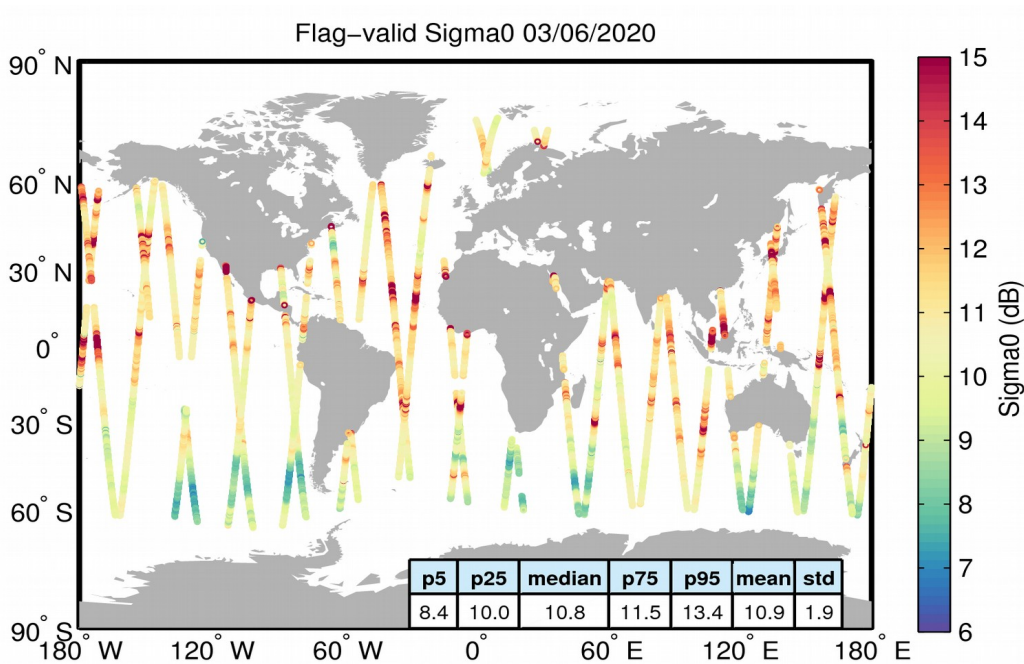 Flag−valid Sigma0 03/06/2020
90° N
60° N
30° N
0°
30° S
60° S
90° S
180° W
120° W
60° W
0°
60° E
120° E
180° E
15
14
13
12
11
10
9
8
7
6
Sigma0 (dB)
p5 p25 median p75 p95 mean std
8.4 10.0 10.8 11.5 13.4 10.9 1.9